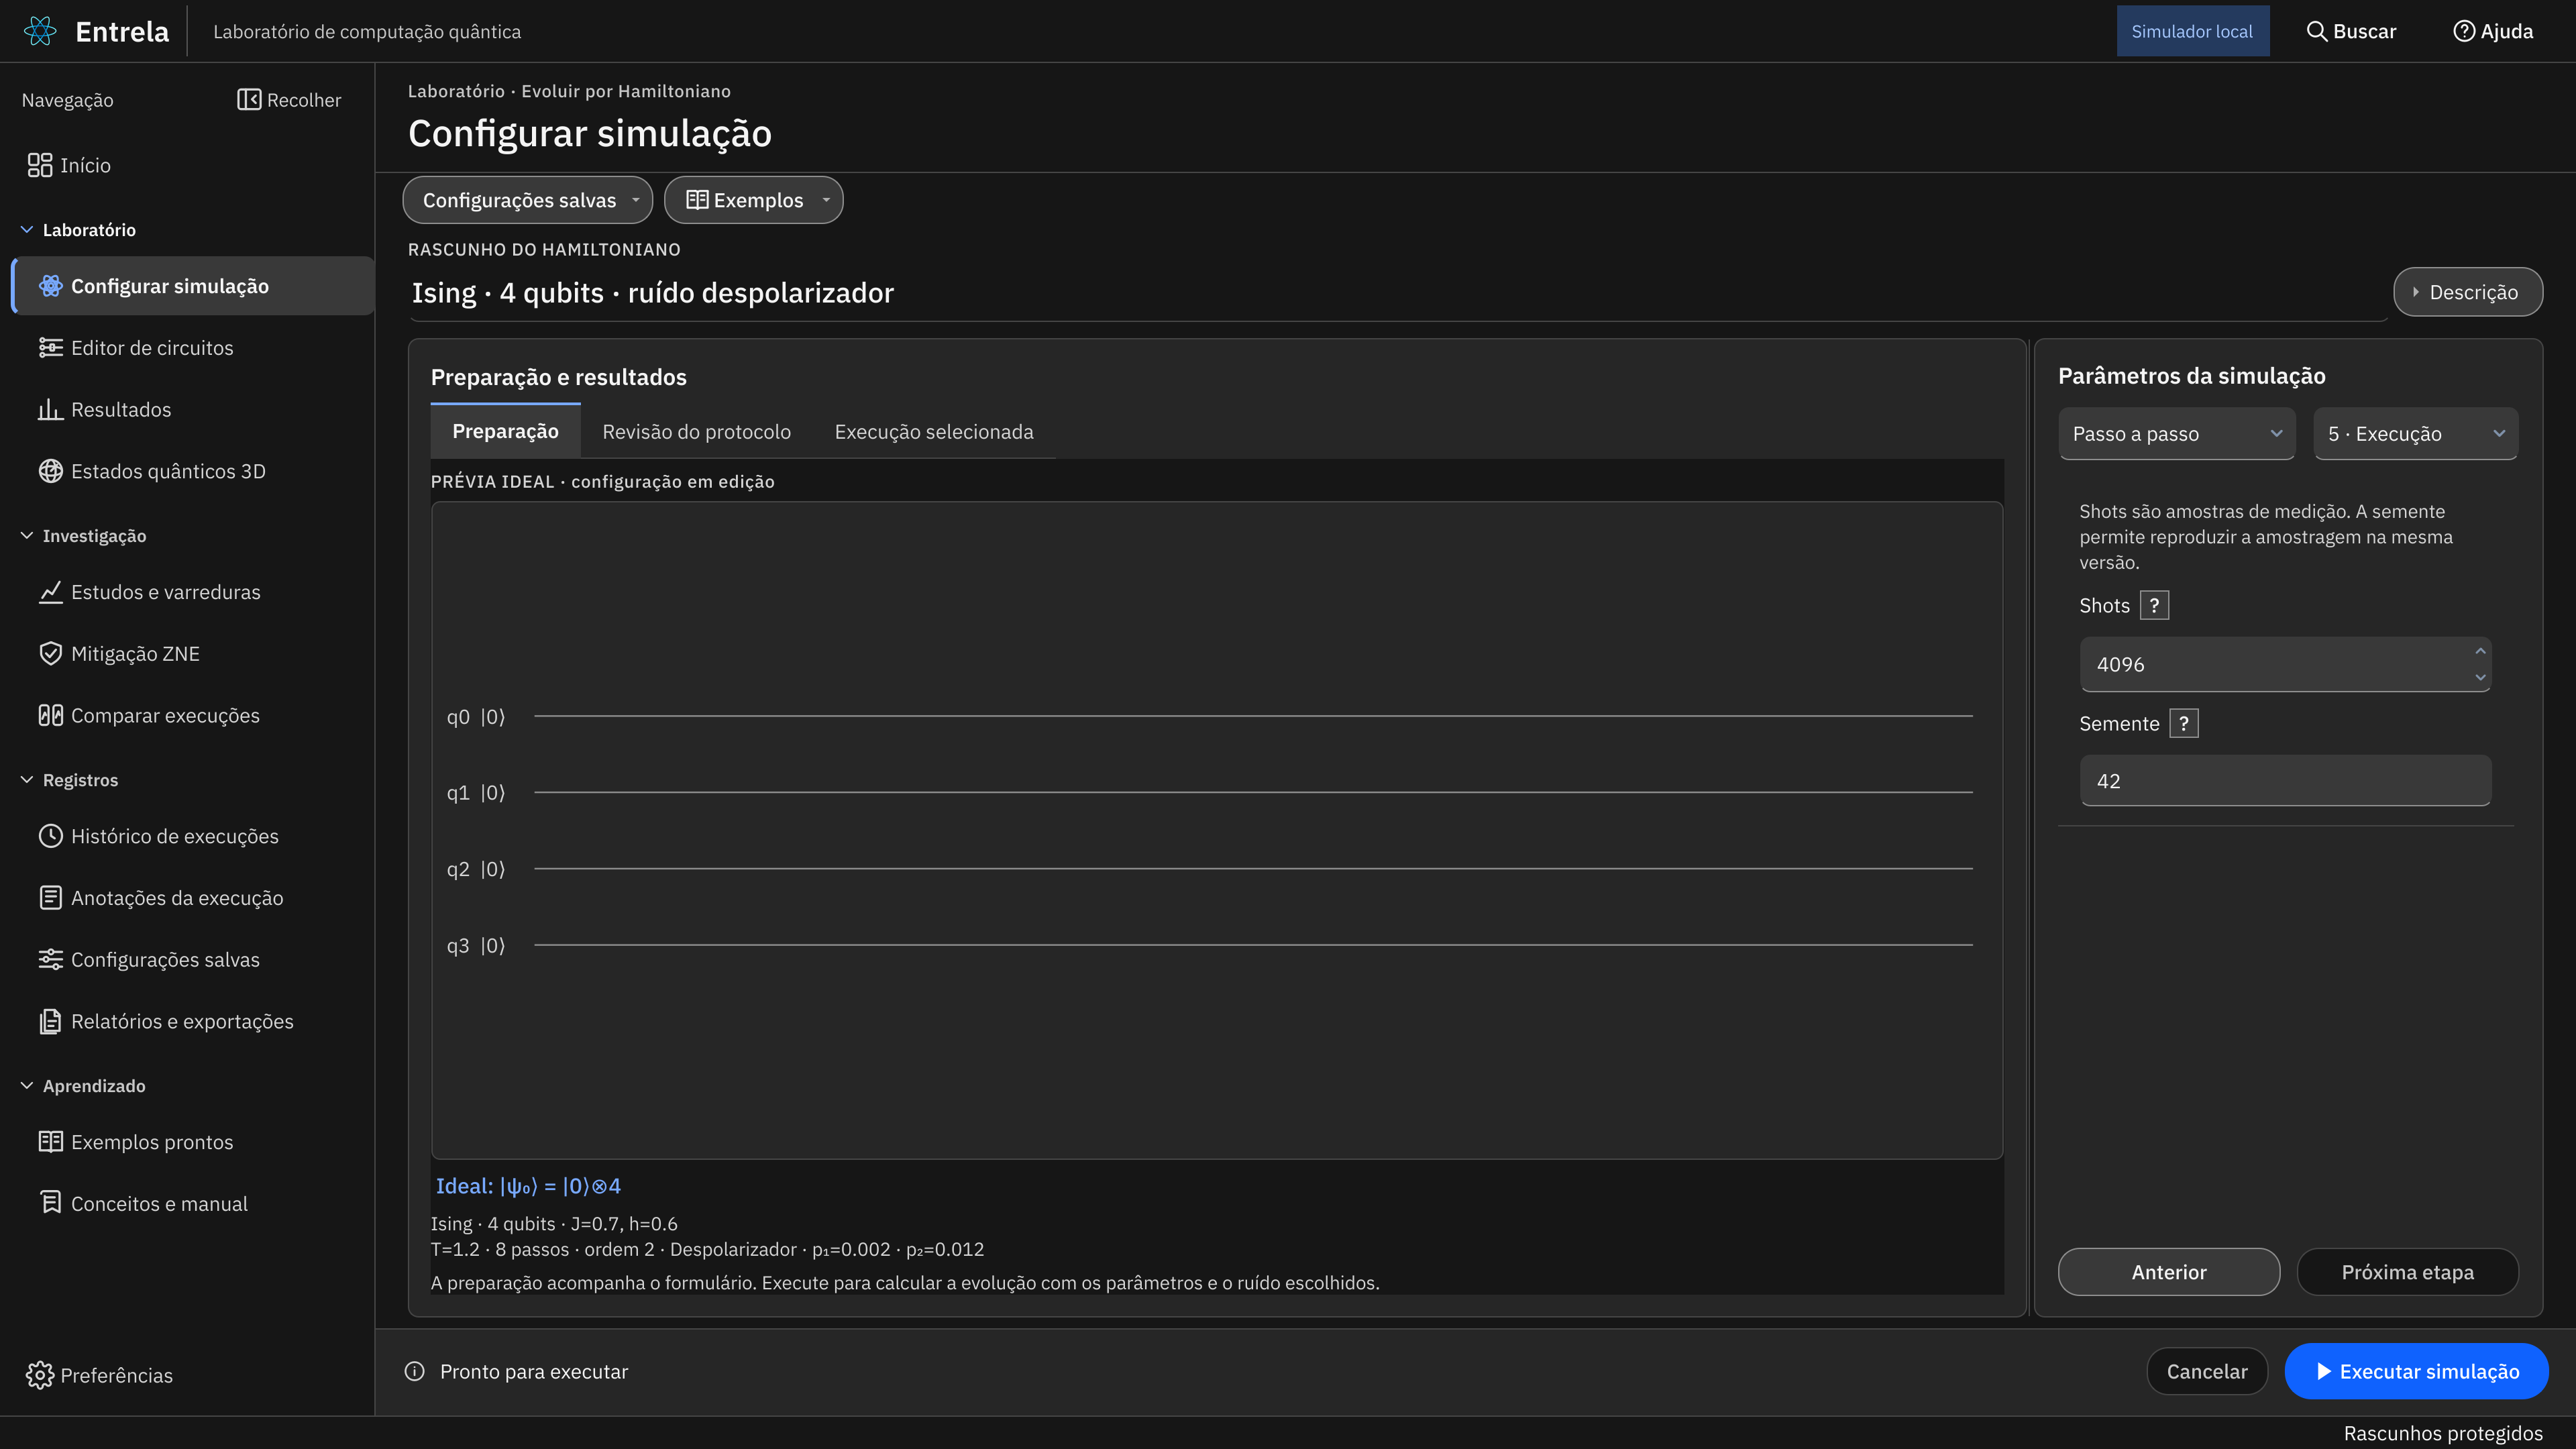 Entrela
Laboratório de computação quântica
Simulador local
Buscar
Ajuda
Navegação
Recolher
Início
Laboratório
Configurar simulação
Editor de circuitos
Resultados
Estados quânticos 3D
Investigação
Estudos e varreduras
Mitigação ZNE
Comparar execuções
Registros
Histórico de execuções
Anotações da execução
Configurações salvas
Relatórios e exportações
Aprendizado
Exemplos prontos
Conceitos e manual
Preferências
Laboratório · Evoluir por Hamiltoniano
Configurar simulação
Configurações salvas
Exemplos
RASCUNHO DO HAMILTONIANO
Ising · 4 qubits · ruído despolarizador
Descrição
Preparação e resultados
Preparação
Revisão do protocolo
Execução selecionada
PRÉVIA IDEAL · configuração em edição
q0 |0⟩
q1 |0⟩
q2 |0⟩
q3 |0⟩
Ideal: |ψ₀⟩ = |0⟩⊗4
Ising · 4 qubits · J=0.7, h=0.6
T=1.2 · 8 passos · ordem 2 · Despolarizador · p₁=0.002 · p₂=0.012
A preparação acompanha o formulário. Execute para calcular a evolução com os parâmetros e o ruído escolhidos.
Parâmetros da simulação
Passo a passo
5 · Execução
Shots são amostras de medição. A semente
permite reproduzir a amostragem na mesma
versão.
Shots ?
4096
Semente ?
42
Anterior
Próxima etapa
Pronto para executar
Cancelar
Executar simulação
Rascunhos protegidos